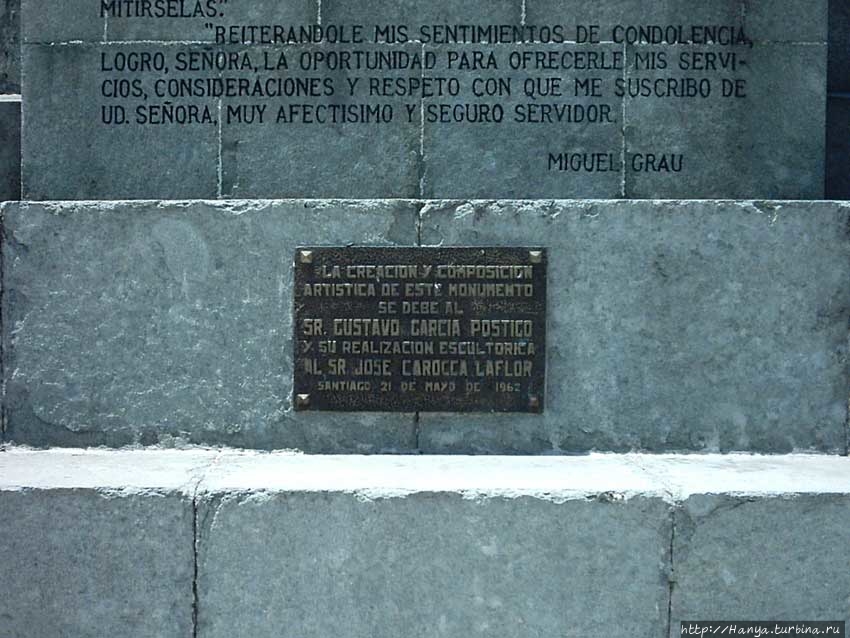 MITIRSELAS."
"REITERANDOLE MIS SENTIMIENTOS DE CONDOLENCIA,
LOGRO, SEÑORA, LA OPORTUNIDAD PARA OFRECERLE MIS SERVI-
CIOS, CONSIDERACIONES Y RESPETO CON QUE ME SUSCRIBO DE
UD. SEÑORA, MUY AFECTISIMO Y SEGURO SERVIDOR.
MIGUEL GRAU
LA CREACION Y COMPOSICION
ARTISTICA DE ESTE MONUMENTO
SE DEBE AL
SR. GUSTAVO GARCIA POSTIGO
Y SU REALIZACION ESCULTORICA
AL SR. JOSE CAROCCA LAFLOR
SANTIAGO 21 DE MAYO DE 1962
http://Hanya.turbina.ru